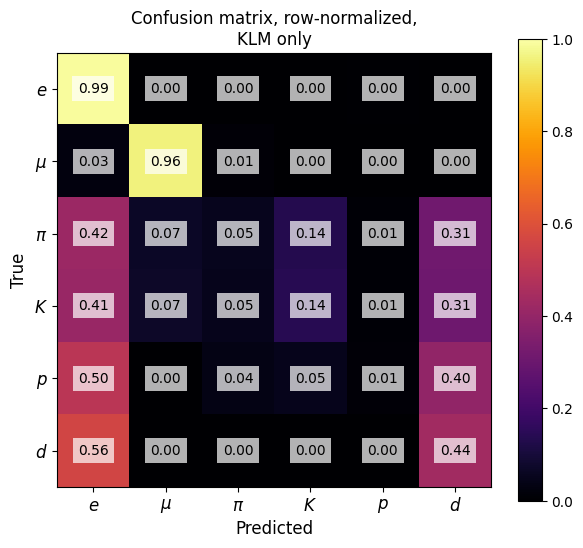 Confusion matrix, row-normalized,
KLM only
True
e 0.99 0.00 0.00 0.00 0.00 0.00
μ 0.03 0.96 0.01 0.00 0.00 0.00
π 0.42 0.07 0.05 0.14 0.01 0.31
K 0.41 0.07 0.05 0.14 0.01 0.31
p 0.50 0.00 0.04 0.05 0.01 0.40
d 0.56 0.00 0.00 0.00 0.00 0.44
e μ π K p d
Predicted
1.0
0.8
0.6
0.4
0.2
0.0